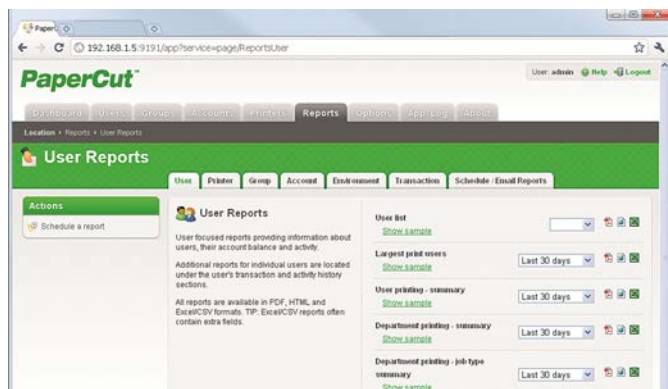 PaperC
192.168.1.5:9191/app?service=page/ReportsUser
PaperCut
User: admin Help Logout
Dashboard Users Groups Accounts Printers Reports Options App. Log About
Location Reports User Reports
User Reports
User Printer Group Account Environment Transaction Schedule / Email Reports
Actions
Schedule a report
User Reports
User focused reports providing information about
users, their account balance and activity.
Additional reports for individual users are located
under the user's transaction and activity history
sections.
All reports are available in PDF, HTML and
Excel/CSV formats. TIP: Excel/CSV reports often
contain extra fields.
User list
Show sample
Largest print users
Show sample
Last 30 days
User printing - summary
Show sample
Last 30 days
Department printing - summary
Show sample
Last 30 days
Department printing - job type
summary
Show sample
Last 30 days